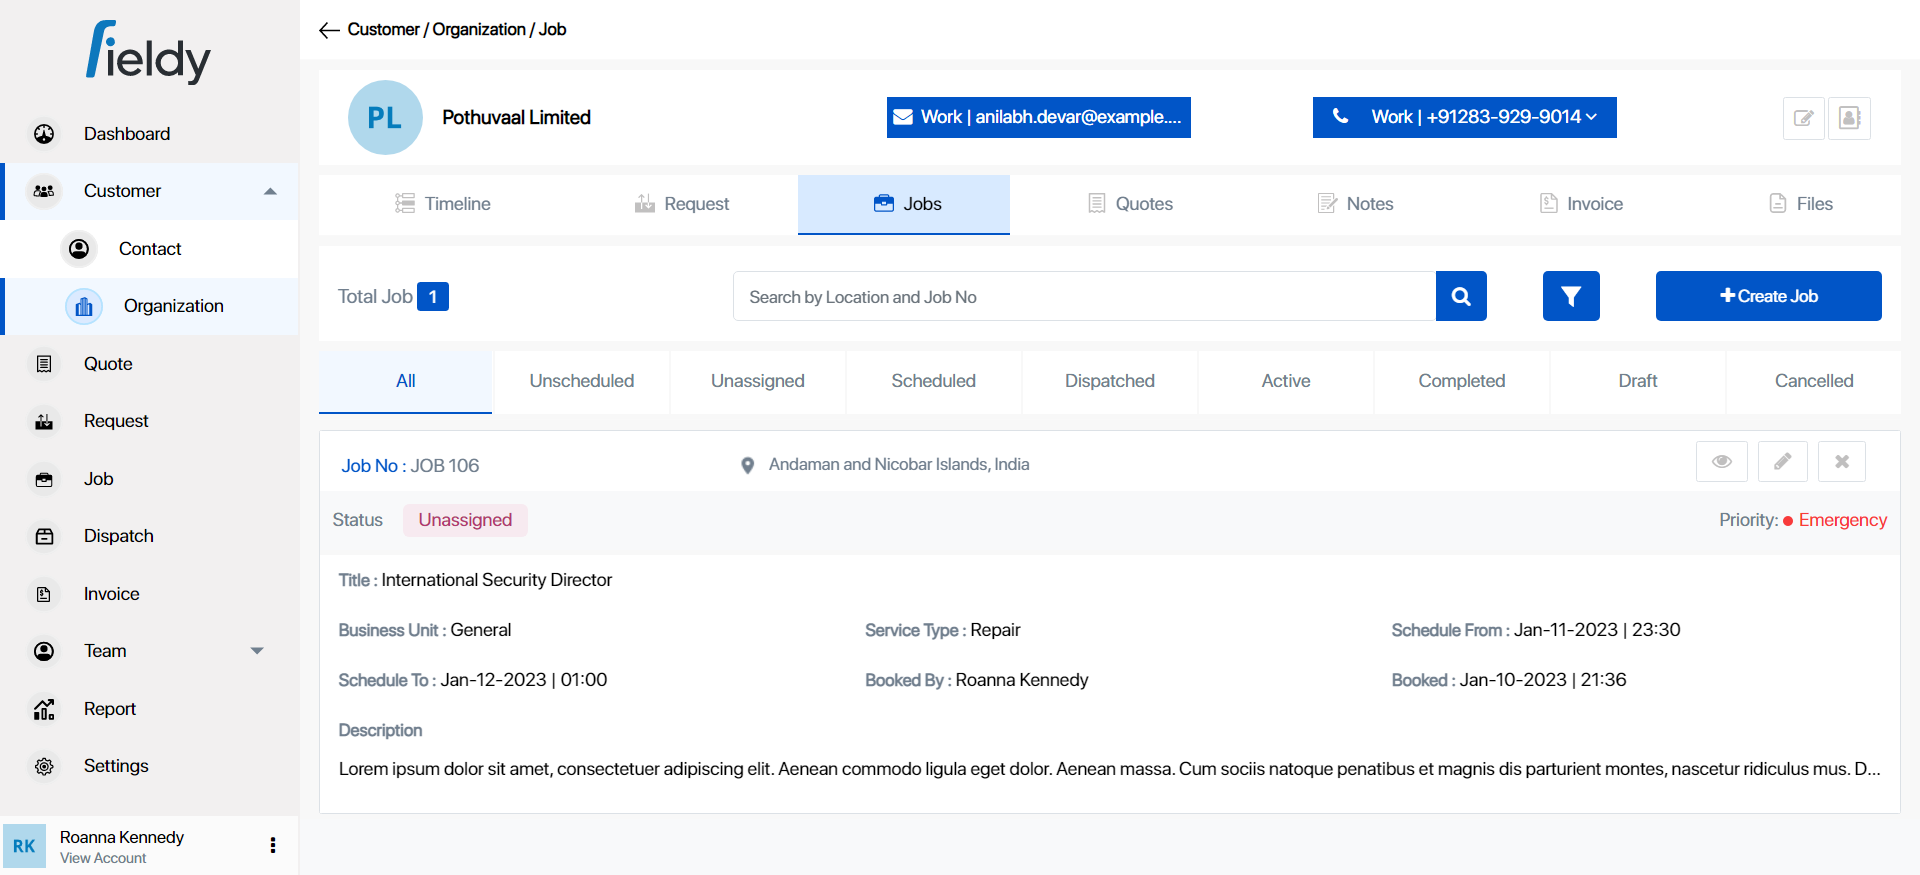 fieldy
Dashboard
Customer
Contact
Organization
Quote
Request
Job
Dispatch
Invoice
Team
Report
Settings
RK
Roanna Kennedy
View Account
Customer / Organization / Job
PL
Pothuvaal Limited
Work | anilabh.devar@example....
Work | +91283-929-9014
Timeline
Request
Jobs
Quotes
Notes
Invoice
Files
Total Job 1
Search by Location and Job No
Create Job
All
Unscheduled
Unassigned
Scheduled
Dispatched
Active
Completed
Draft
Cancelled
Job No : JOB 106
Andaman and Nicobar Islands, India
Status Unassigned
Priority: Emergency
Title : International Security Director
Business Unit : General
Service Type : Repair
Schedule From : Jan-11-2023 | 23:30
Schedule To : Jan-12-2023 | 01:00
Booked By : Roanna Kennedy
Booked : Jan-10-2023 | 21:36
Description
Lorem ipsum dolor sit amet, consectetuer adipiscing elit. Aenean commodo ligula eget dolor. Aenean massa. Cum sociis natoque penatibus et magnis dis parturient montes, nascetur ridiculus mus. D...